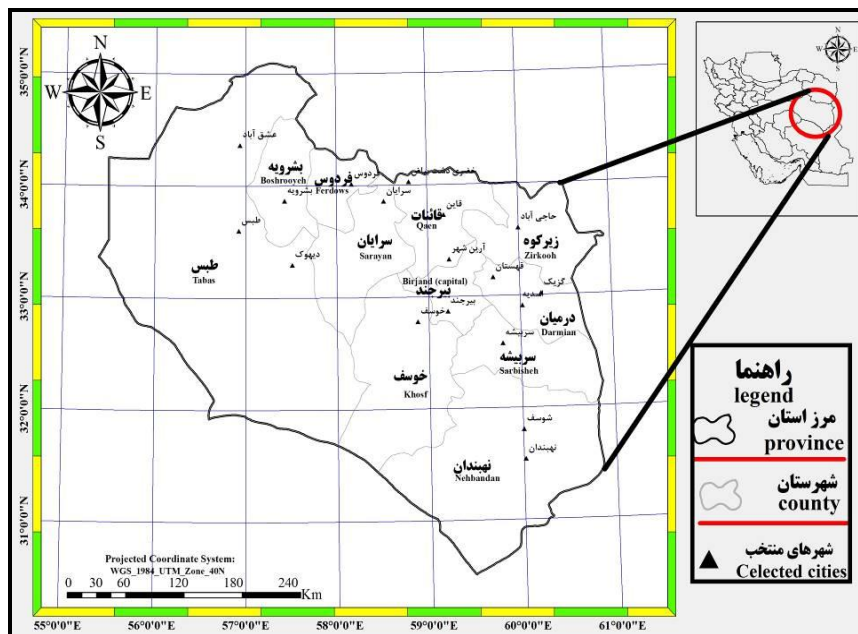 N
W E
S
عشق آباد
بشرویه
Boshrooyeh
بشرویه
فردوس
فردوس
Ferdows
سرایان
قائنات
قاین
Qaen
حاجی آباد
زیرکوه
Zirkooh
طبس
دیهوک
سرایان
Sarayan
آرین شهر
قهستان
گزیک
طبس
Tabas
Birjand (capital)
بیرجند
بیرجند
خوسف
اسدیه
درمیان
Darmian
سربیشه
سربیشه
Sarbisheh
خوسف
Khosf
شوسف
نهبندان
نهبندان
Nehbandan
Projected Coordinate System:
WGS_1984_UTM_Zone_40N
0 30 60 120 180 240
Km
35°0'0"N
34°0'0"N
33°0'0"N
32°0'0"N
31°0'0"N
55°0'0"E 56°0'0"E 57°0'0"E 58°0'0"E 59°0'0"E 60°0'0"E 61°0'0"E
N
W E
S
راهنما
legend
مرز استان
province
شهرستان
county
شهرهای منتخب
Celected cities